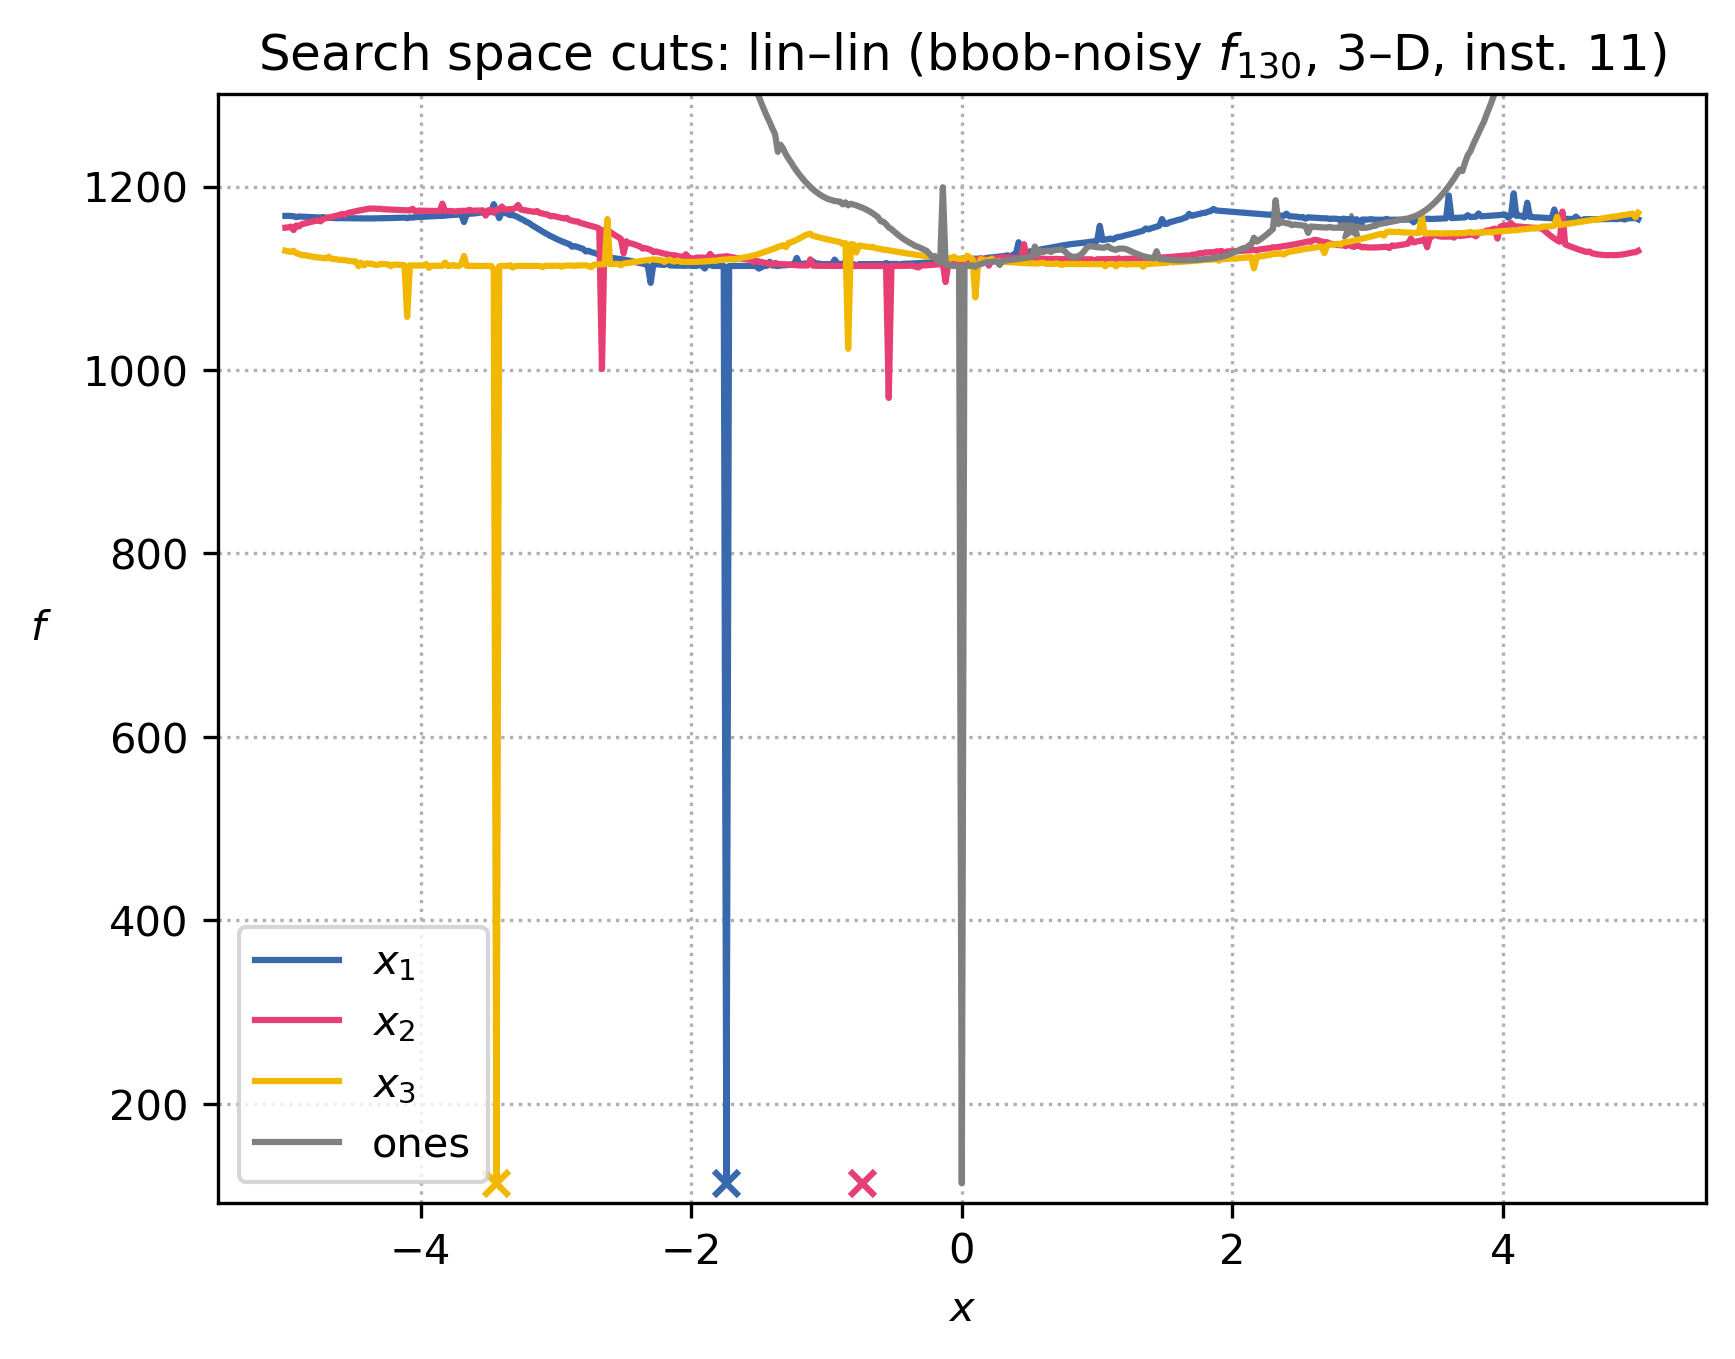 Search space cuts: lin–lin (bbob-noisy f₁₃₀, 3–D, inst. 11)
1200
1000
800
600
f
400
200
x₁
x₂
x₃
ones
−4 −2 0 2 4
x